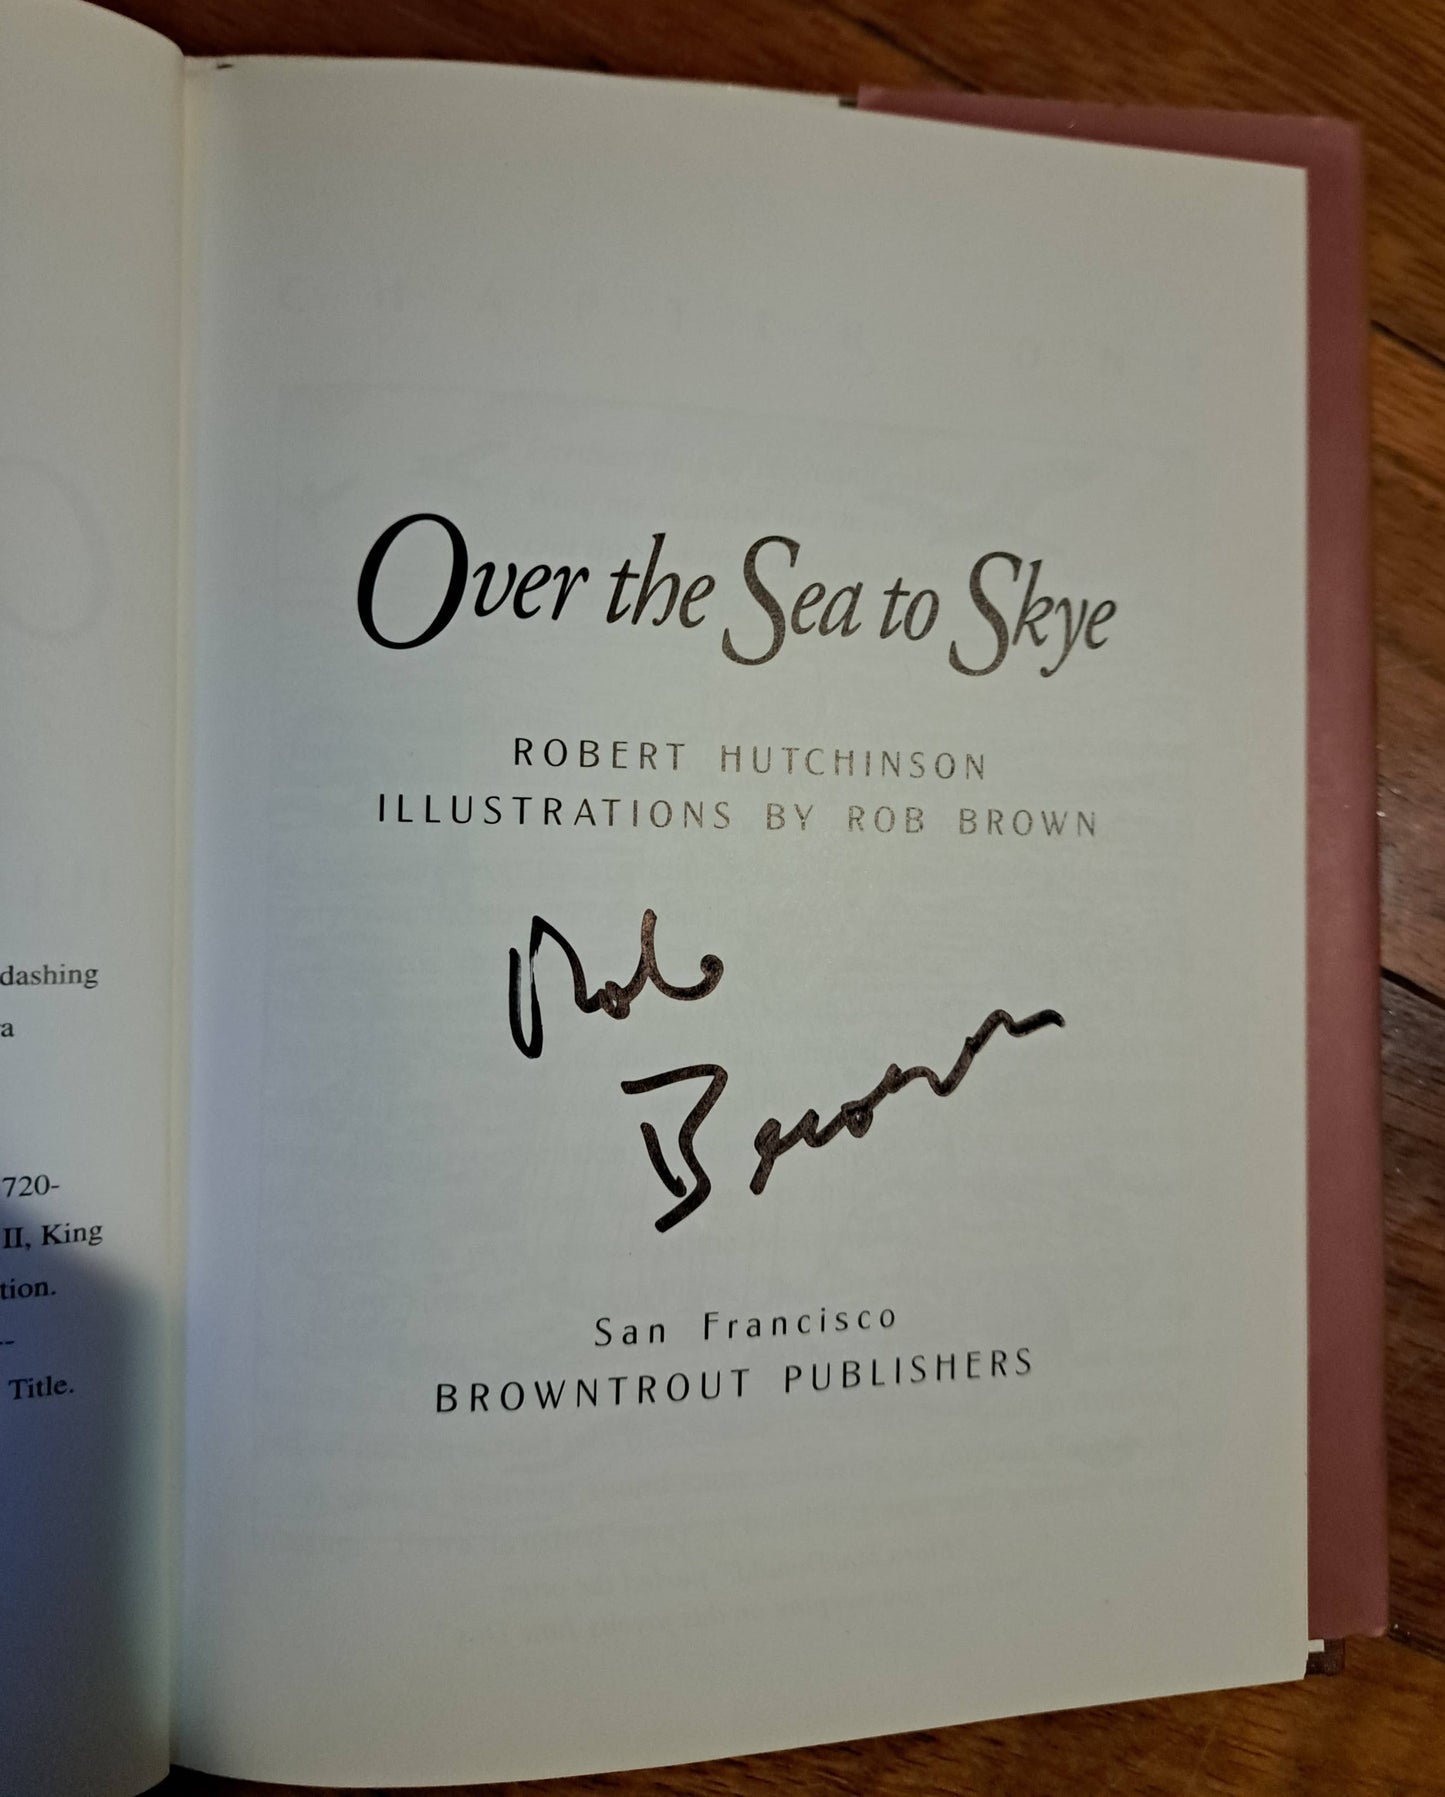 dashing
a
720-
II, King
tion.
--
Title.
Over the Sea to Skye
ROBERT HUTCHINSON
ILLUSTRATIONS BY ROB BROWN
Rob
Brown
San Francisco
BROWNTROUT PUBLISHERS